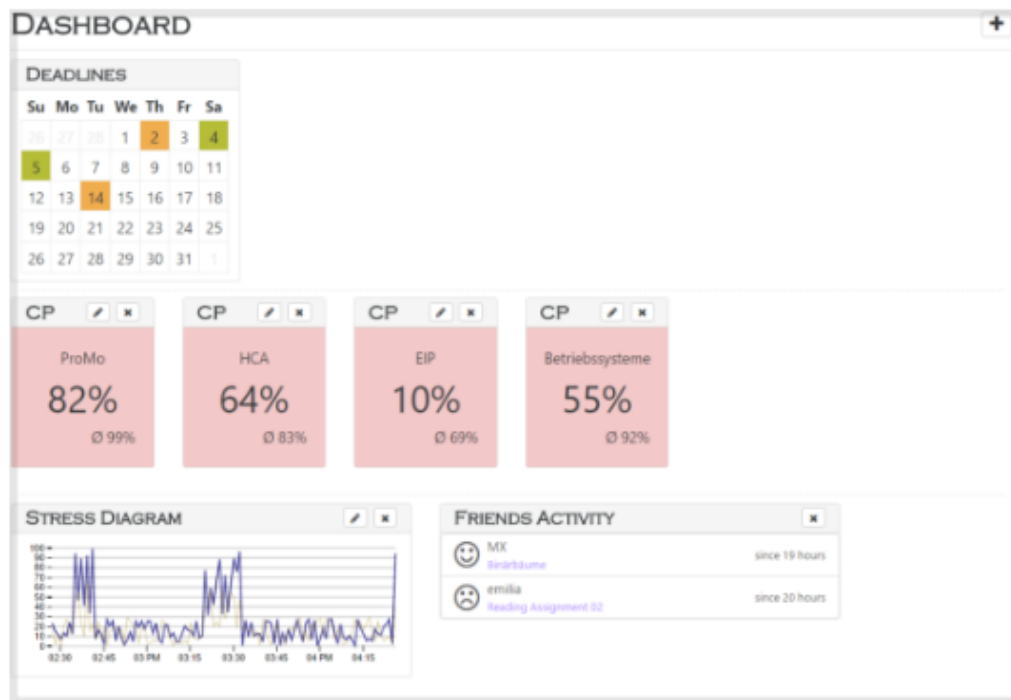 DASHBOARD
DEADLINES
Su Mo Tu We Th Fr Sa
26 27 28 1 2 3 4
5 6 7 8 9 10 11
12 13 14 15 16 17 18
19 20 21 22 23 24 25
26 27 28 29 30 31 1
CP CP CP CP
ProMo HCA EIP Betriebssysteme
82% 64% 10% 55%
Ø 99% Ø 83% Ø 69% Ø 92%
STRESS DIAGRAM
100
90
80
70
60
50
40
30
20
10
0
02:30 02:45 03 PM 03:15 03:30 03:45 04 PM 04:15
FRIENDS ACTIVITY
MX
Binärbäume
since 19 hours
emilia
Reading Assignment 02
since 20 hours